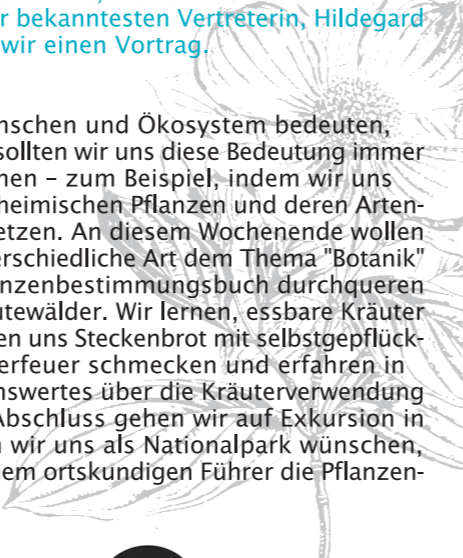 r bekanntesten Vertreterin, Hildegard
wir einen Vortrag.
nschen und Ökosystem bedeuten,
sollten wir uns diese Bedeutung immer
hen – zum Beispiel, indem wir uns
heimischen Pflanzen und deren Arten-
etzen. An diesem Wochenende wollen
erschiedliche Art dem Thema "Botanik"
nzenbestimmungsbuch durchqueren
utewälder. Wir lernen, essbare Kräuter
en uns Steckenbrot mit selbstgepflück-
erfeuer schmecken und erfahren in
nswertes über die Kräuterverwendung
Abschluss gehen wir auf Exkursion in
n wir uns als Nationalpark wünschen,
nem ortskundigen Führer die Pflanzen-